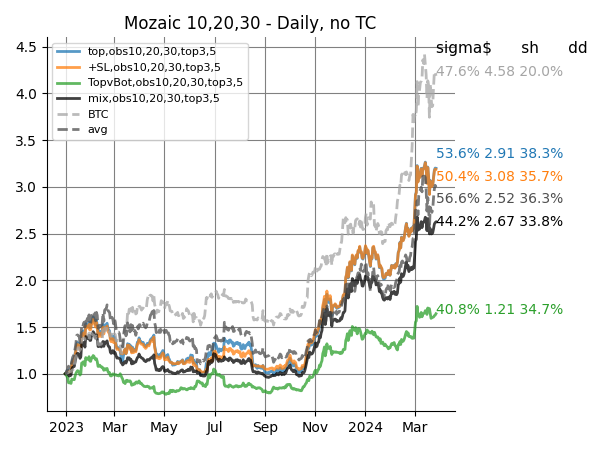 Mozaic 10,20,30 - Daily, no TC
sigma$ sh dd
4.5
4.0
3.5
3.0
2.5
2.0
1.5
1.0
top,obs10,20,30,top3,5
+SL,obs10,20,30,top3,5
TopvBot,obs10,20,30,top3,5
mix,obs10,20,30,top3,5
BTC
avg
47.6% 4.58 20.0%
53.6% 2.91 38.3%
50.4% 3.08 35.7%
56.6% 2.52 36.3%
44.2% 2.67 33.8%
40.8% 1.21 34.7%
2023 Mar May Jul Sep Nov 2024 Mar